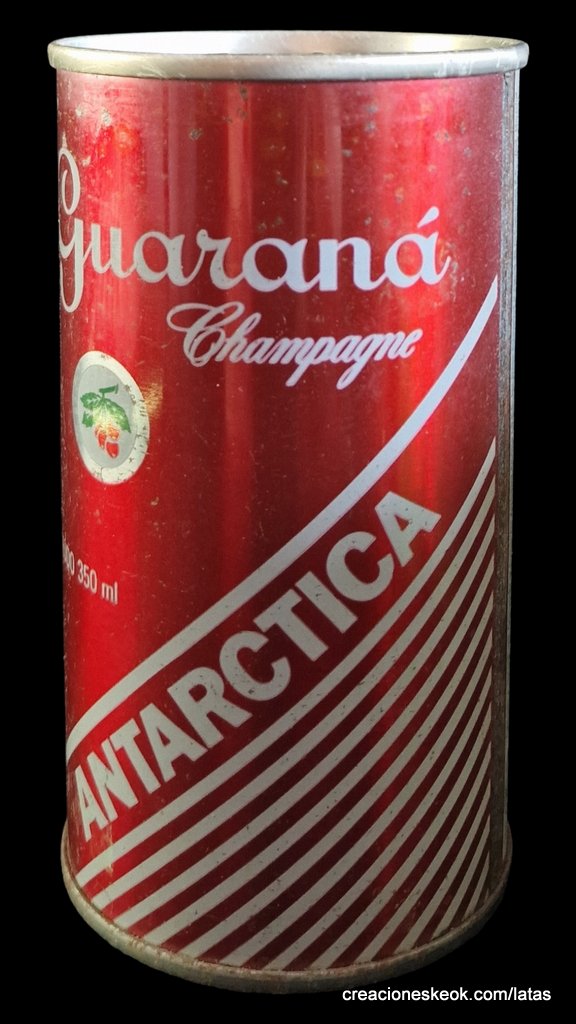 Guaraná
Champagne
350 ml
ANTARCTICA
creacioneskeok.com/latas